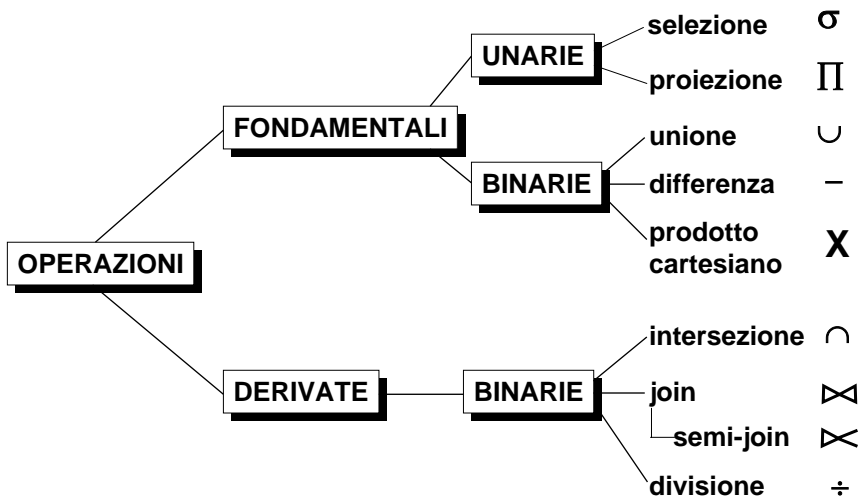 selezione σ
UNARIE
proiezione ∏
FONDAMENTALI
unione ∪
BINARIE
differenza −
prodotto
cartesiano X
OPERAZIONI
intersezione ∩
DERIVATE
BINARIE
join ⋈
semi-join ⋉
divisione ÷